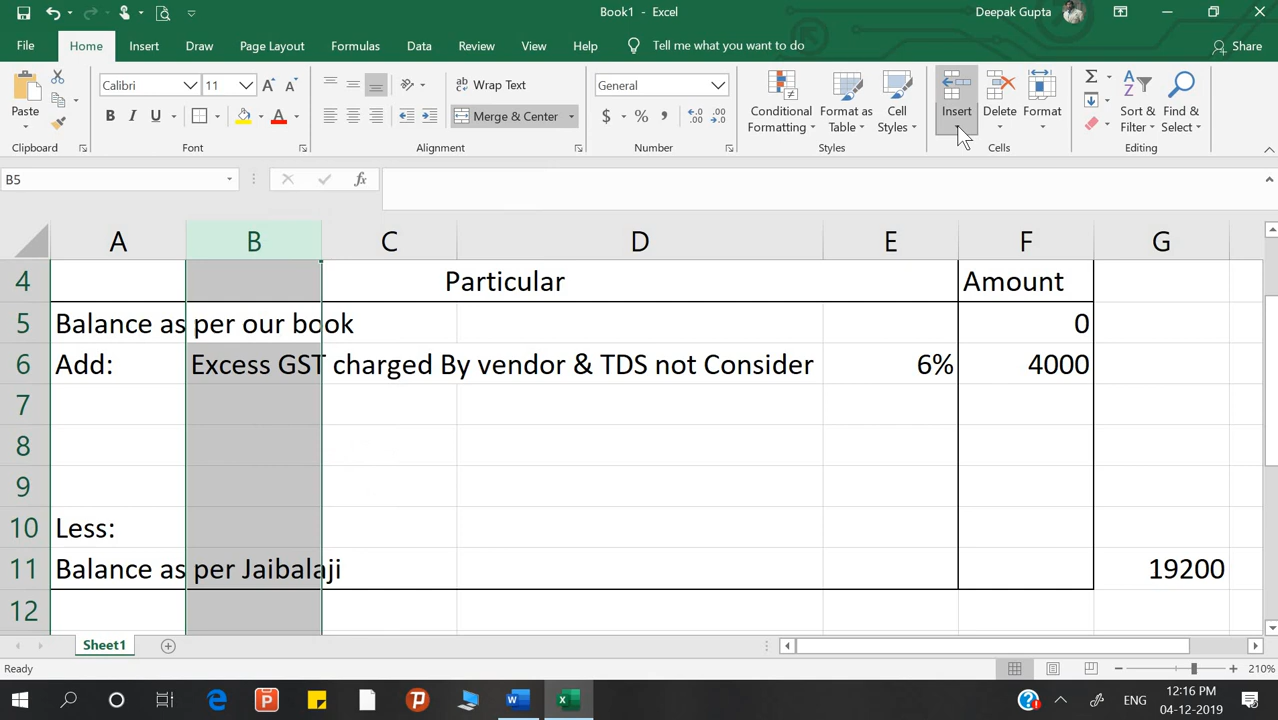 Book1 - Excel
Deepak Gupta
File Home Insert Draw Page Layout Formulas Data Review View Help Tell me what you want to do Share
Paste
Calibri 11
B I U A A A
Wrap Text
Merge & Center
General
$ % ,
Conditional Formatting
Format as Table
Cell Styles
Insert
Delete
Format
Sort & Filter
Find & Select
Clipboard Font Alignment Number Styles Cells Editing
B5 fx
A B C D E F G
4 Particular Amount
5 Balance as per our book 0
6 Add: Excess GST charged By vendor & TDS not Consider 6% 4000
7
8
9
10 Less:
11 Balance as per Jaibalaji 19200
12
Sheet1
Ready 210%
ENG 12:16 PM
04-12-2019